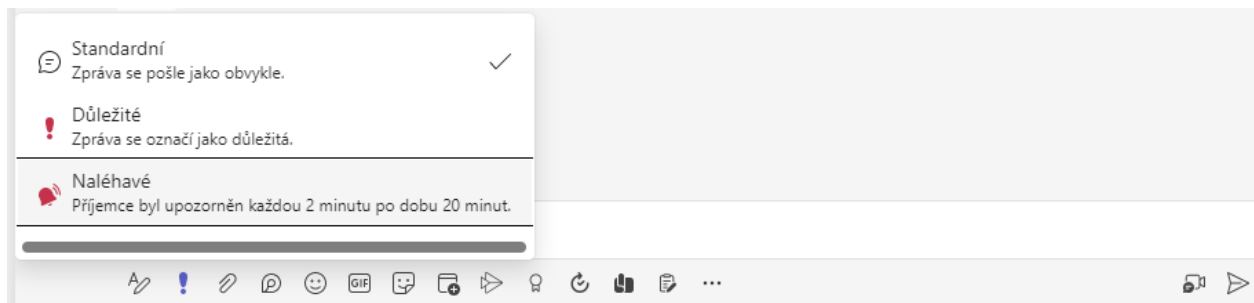 Standardní
Zpráva se pošle jako obvykle.
Důležité
Zpráva se označí jako důležitá.
Naléhavé
Příjemce byl upozorněn každou 2 minutu po dobu 20 minut.
GIF